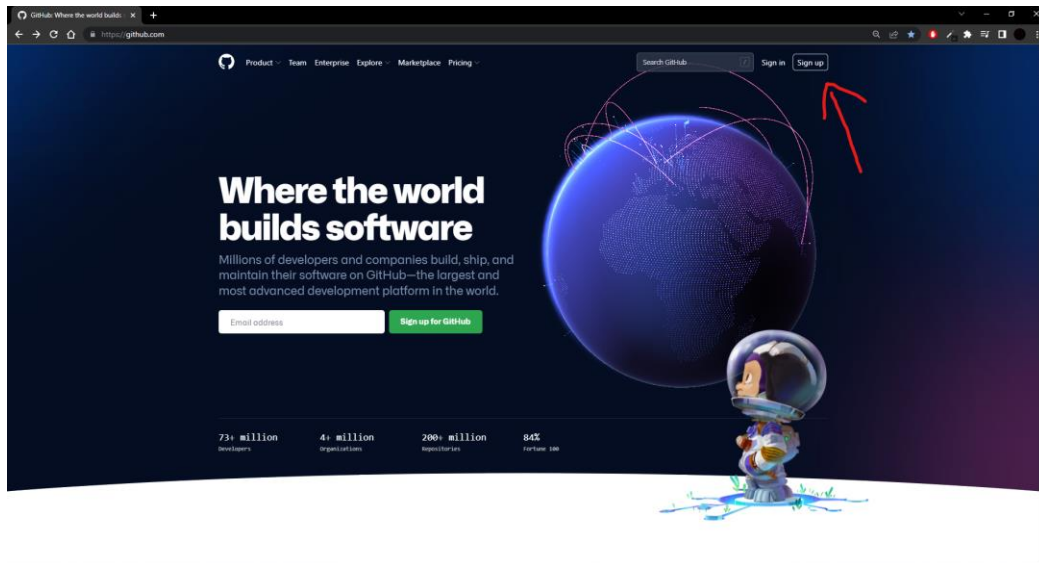 GitHub: Where the world builds
https://github.com
Product
Team
Enterprise
Explore
Marketplace
Pricing
Search GitHub
/
Sign in
Sign up
Where the world
builds software
Millions of developers and companies build, ship, and
maintain their software on GitHub—the largest and
most advanced development platform in the world.
Email address
Sign up for GitHub
73+ million
4+ million
200+ million
84%
Developers
Organizations
Repositories
Fortune 100